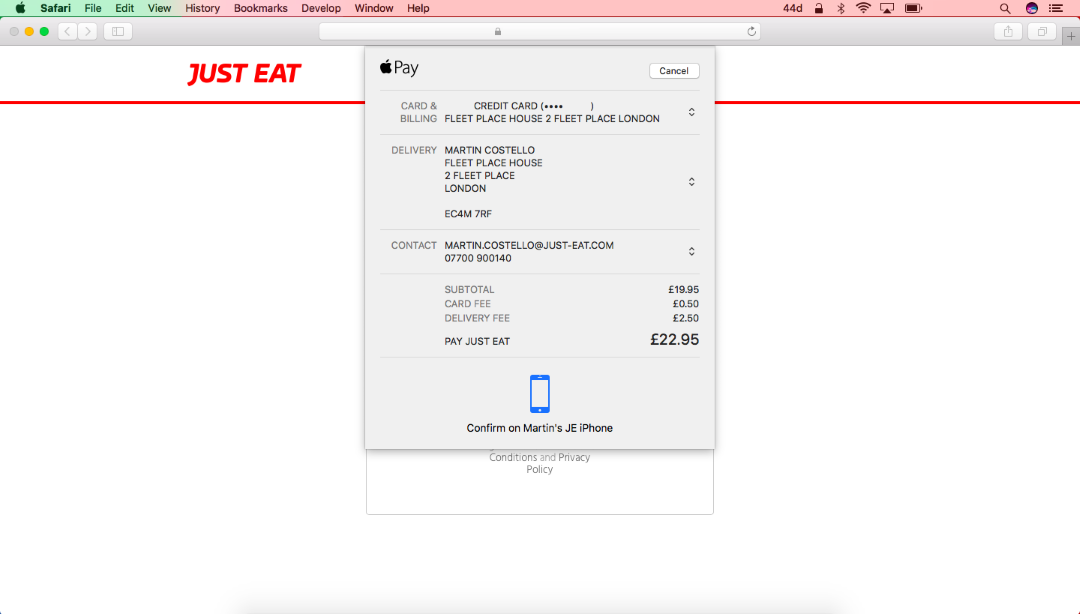 Safari File Edit View History Bookmarks Develop Window Help 44d
JUST EAT
Pay
Cancel
CARD & BILLING
CREDIT CARD (•••• )
FLEET PLACE HOUSE 2 FLEET PLACE LONDON
DELIVERY
MARTIN COSTELLO
FLEET PLACE HOUSE
2 FLEET PLACE
LONDON
EC4M 7RF
CONTACT
MARTIN.COSTELLO@JUST-EAT.COM
07700 900140
SUBTOTAL £19.95
CARD FEE £0.50
DELIVERY FEE £2.50
PAY JUST EAT £22.95
Confirm on Martin's JE iPhone
Conditions and Privacy
Policy